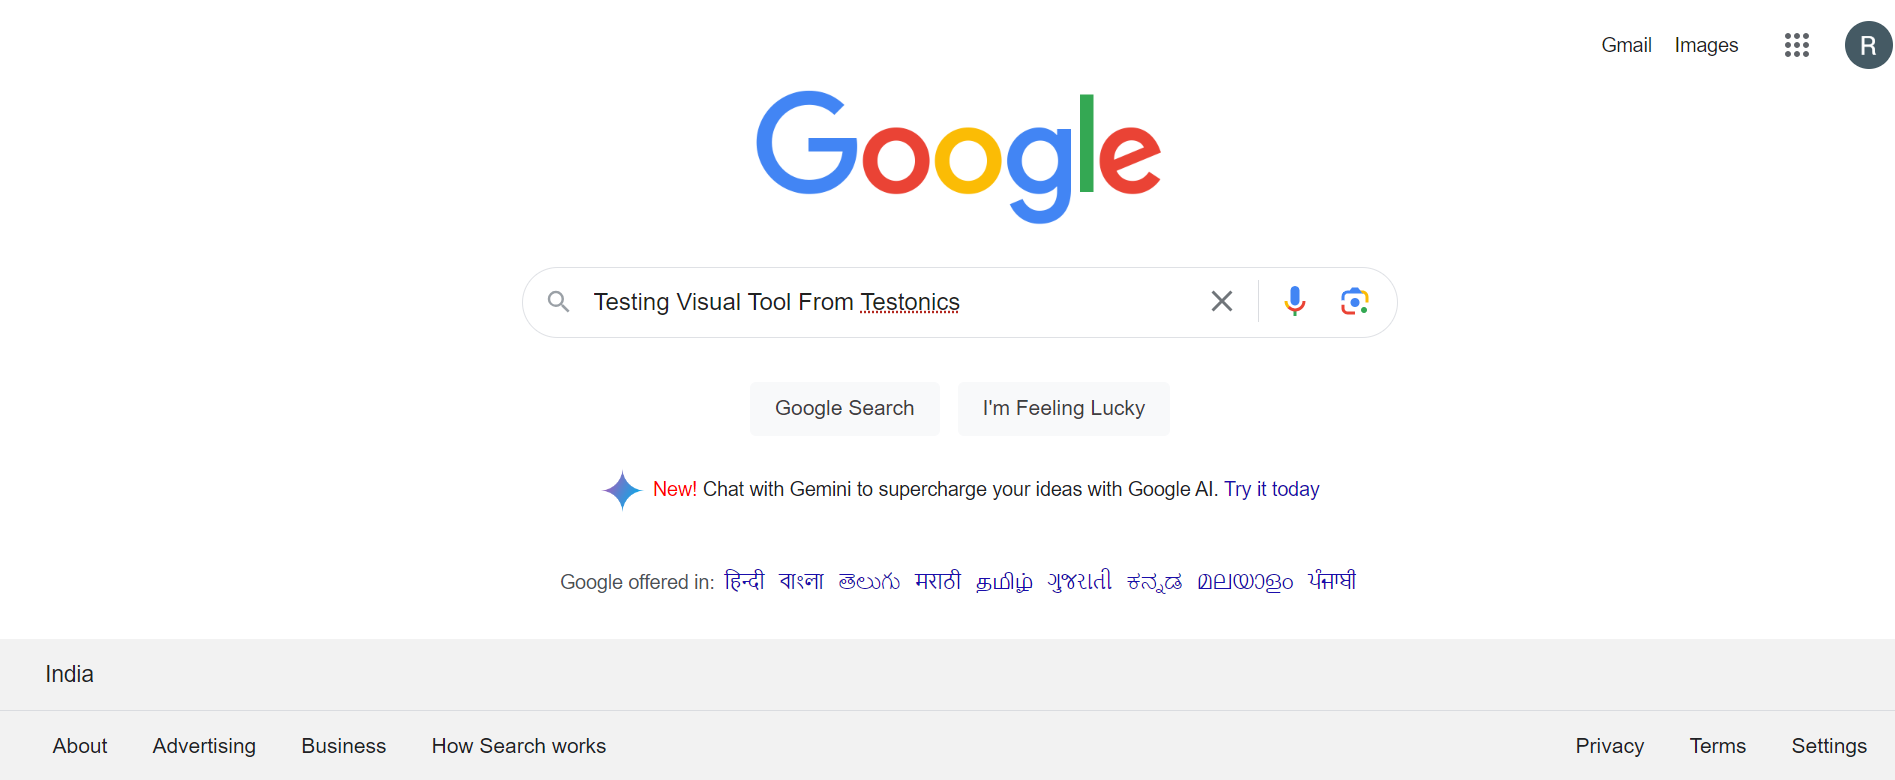 Gmail Images R
Google
Testing Visual Tool From Testonics
Google Search I'm Feeling Lucky
New! Chat with Gemini to supercharge your ideas with Google AI. Try it today
Google offered in: हिन्दी বাংলা తెలుగు मराठी தமிழ் ગુજરાતી ಕನ್ನಡ മലയാളം ਪੰਜਾਬੀ
India
About Advertising Business How Search works Privacy Terms Settings